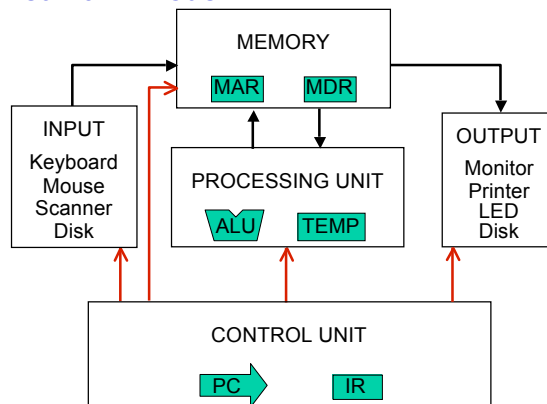 MEMORY
MAR MDR
INPUT
Keyboard
Mouse
Scanner
Disk
PROCESSING UNIT
ALU TEMP
OUTPUT
Monitor
Printer
LED
Disk
CONTROL UNIT
PC IR